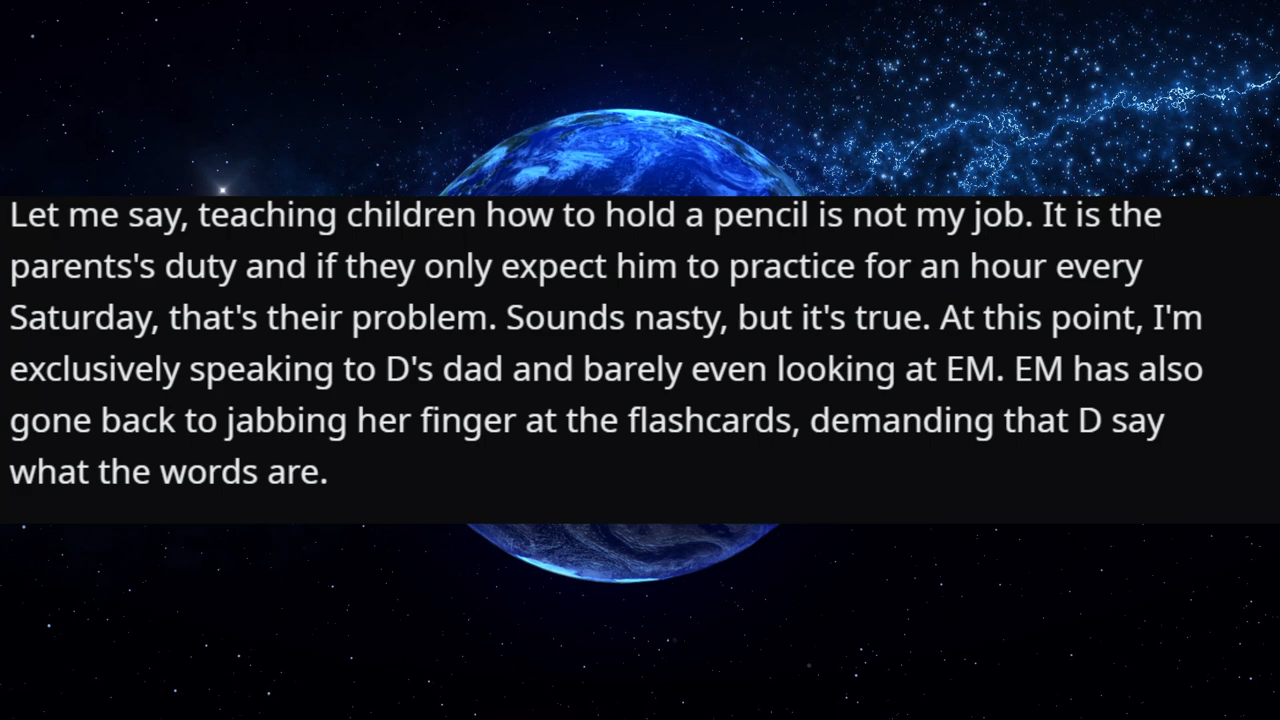 Let me say, teaching children how to hold a pencil is not my job. It is the
parents's duty and if they only expect him to practice for an hour every
Saturday, that's their problem. Sounds nasty, but it's true. At this point, I'm
exclusively speaking to D's dad and barely even looking at EM. EM has also
gone back to jabbing her finger at the flashcards, demanding that D say
what the words are.